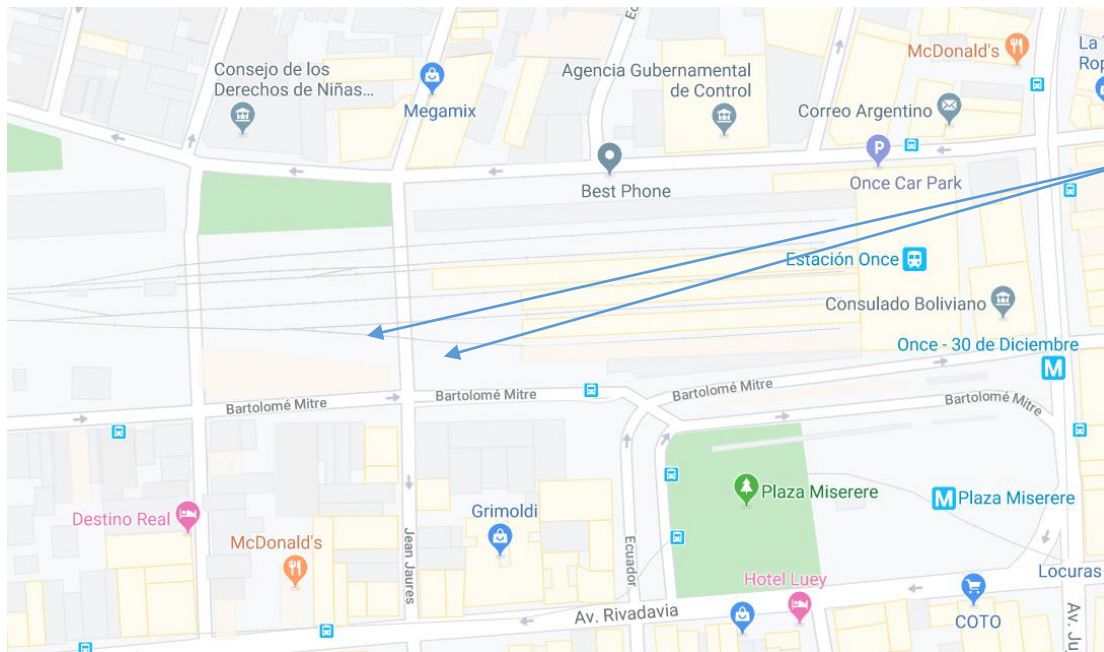 Ec
McDonald's
La
Rop
Consejo de los
Derechos de Niñas...
Megamix
Agencia Gubernamental
de Control
Correo Argentino
P
Best Phone
Once Car Park
Estación Once
Consulado Boliviano
Once - 30 de Diciembre
M
Bartolomé Mitre
Bartolomé Mitre
Bartolomé Mitre
Bartolomé Mitre
Plaza Miserere
M Plaza Miserere
Destino Real
Grimoldi
McDonald's
Jean Jaures
Ecuador
Hotel Luey
Locuras
Av. Rivadavia
COTO
Av. Ju